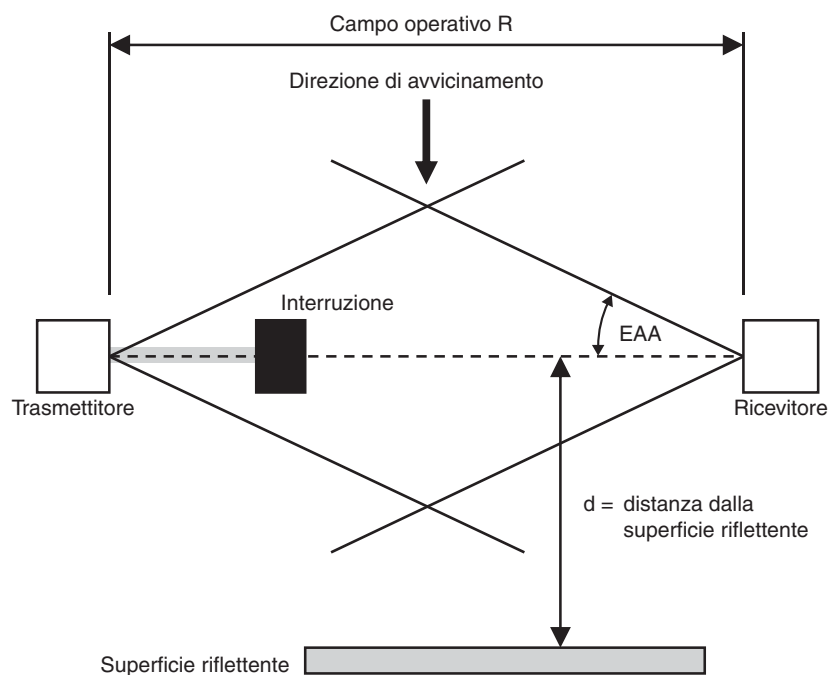 Campo operativo R
Direzione di avvicinamento
Interruzione
EAA
Trasmettitore
Ricevitore
d = distanza dalla
superficie riflettente
Superficie riflettente